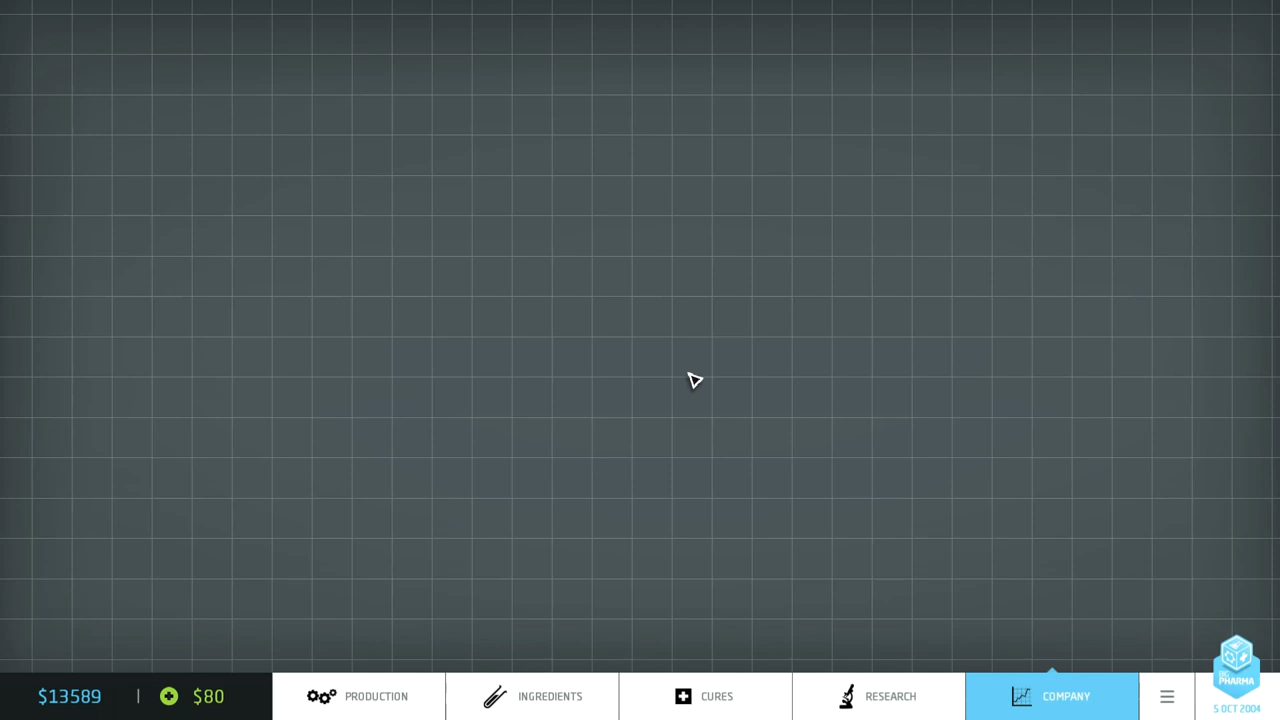 $13589 | $80 PRODUCTION INGREDIENTS CURES RESEARCH COMPANY
BIG
PHARMA
5 OCT 2004